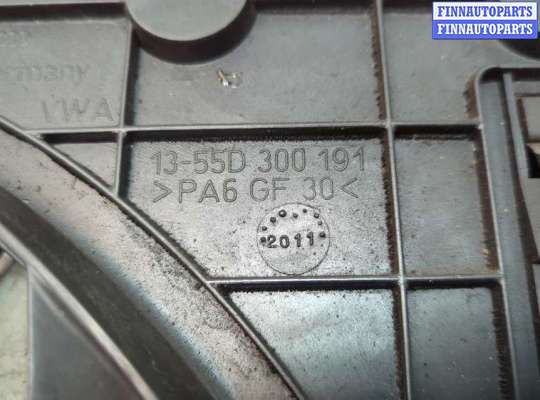 FINNAUTOPARTS
FINNAUTOPARTS
VWA
13-55D 300 191
>PA6 GF 30<
2011